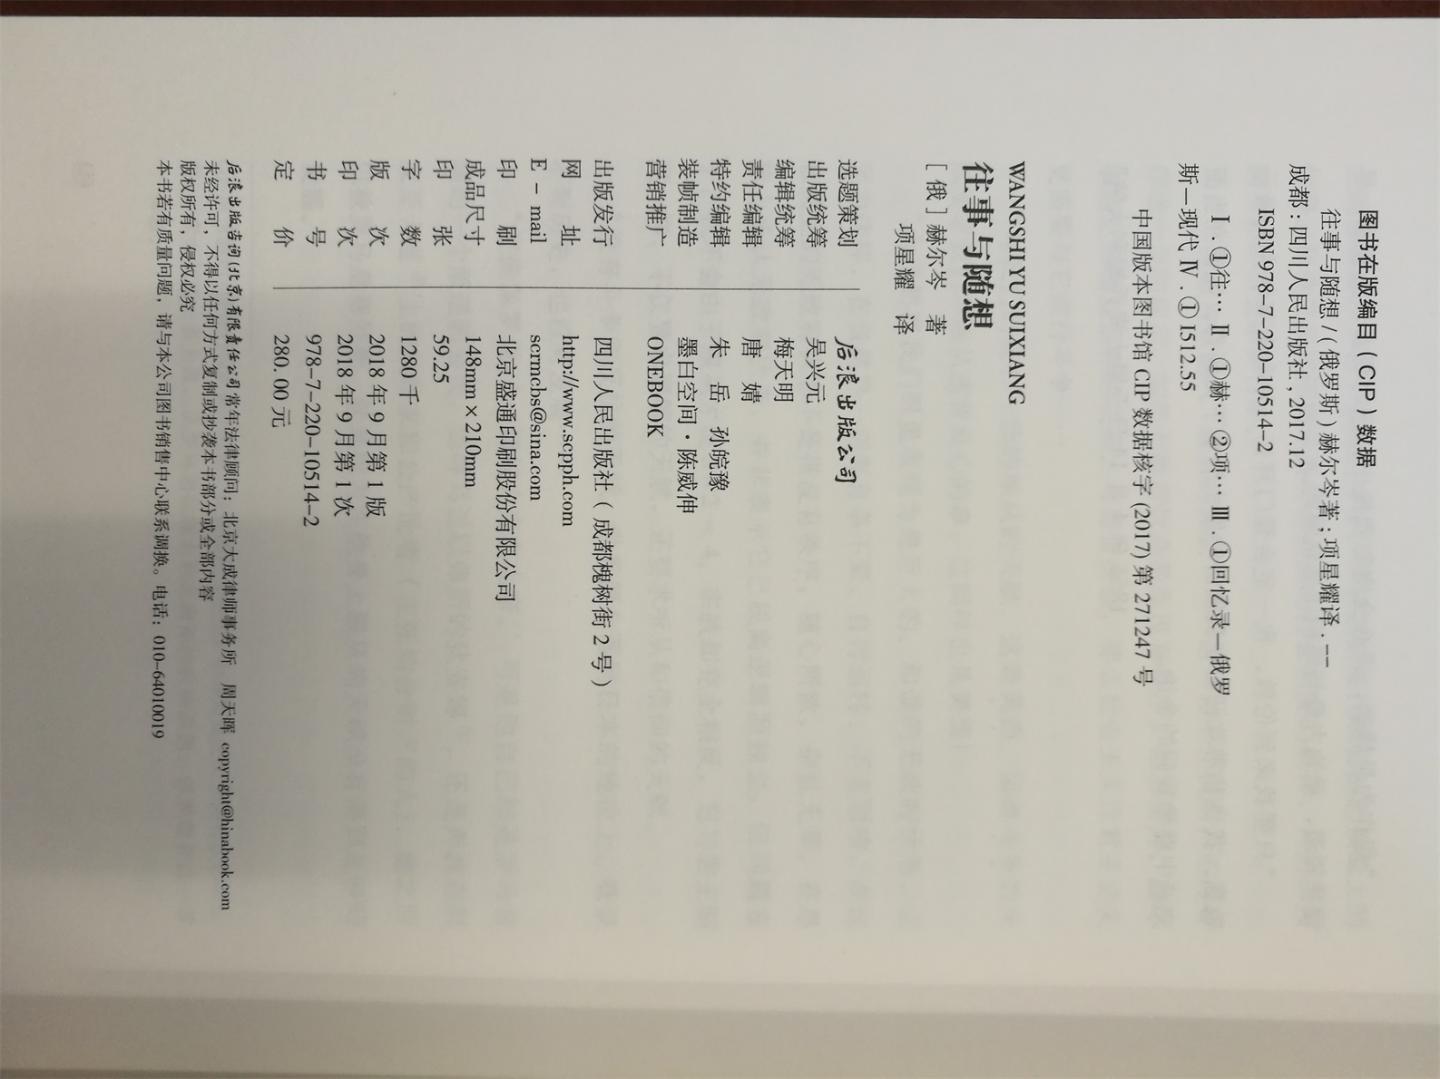 图书在版编目（CIP）数据
往事与随想 /（俄罗斯）赫尔岑著；项星耀译 . --
成都：四川人民出版社，2017.12
ISBN 978-7-220-10514-2
Ⅰ . ①往… Ⅱ . ①赫… ②项… Ⅲ . ①回忆录—俄罗
斯—现代 Ⅳ . ① I512.55
中国版本图书馆 CIP 数据核字 (2017) 第 271247 号
WANGSHI YU SUIXIANG
往事与随想
［俄］赫尔岑 著
项星耀 译
选题策划 后浪出版公司
出版统筹 吴兴元
编辑统筹 梅天明
责任编辑 唐 婧
特约编辑 朱 岳 孙皖豫
装帧制造 墨白空间·陈威伸
营销推广 ONEBOOK
出版发行 四川人民出版社（成都槐树街 2 号）
网 址 http://www.scpph.com
E - mail scrmcbs@sina.com
印 刷 北京盛通印刷股份有限公司
成品尺寸 148mm × 210mm
印 张 59.25
字 数 1280 千
版 次 2018 年 9 月第 1 版
印 次 2018 年 9 月第 1 次
书 号 978-7-220-10514-2
定 价 280. 00 元
后浪出版咨询(北京)有限责任公司常年法律顾问：北京大成律师事务所 周天晖 copyright@hinabook.com
未经许可，不得以任何方式复制或抄袭本书部分或全部内容
版权所有，侵权必究
本书若有质量问题，请与本公司图书销售中心联系调换。电话：010-64010019